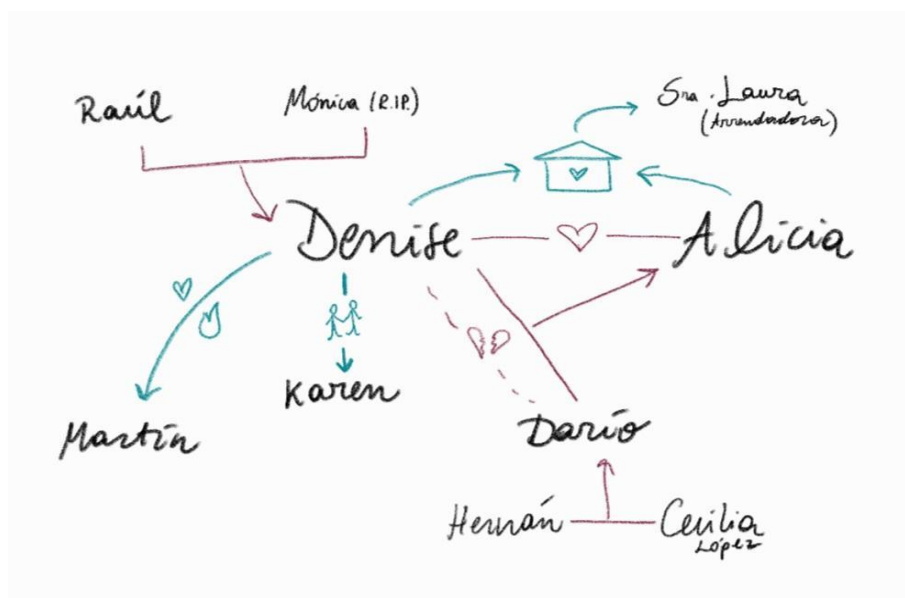 Raúl
Mónica (R.I.P.)
Sra. Laura
(Arrendadora)
Denise
Alicia
Martín
Karen
Darío
Hernán
Cecilia
López